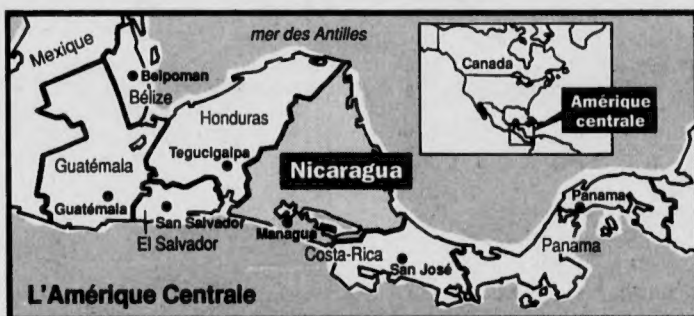 mer des Antilles
Mexique
Canada
Belpoman
Bélize
Amérique
centrale
Honduras
Guatémala
Tegucigalpa
Nicaragua
Guatémala
San Salvador
Panama
Managua
El Salvador
Costa-Rica
Panama
San José
L'Amérique Centrale